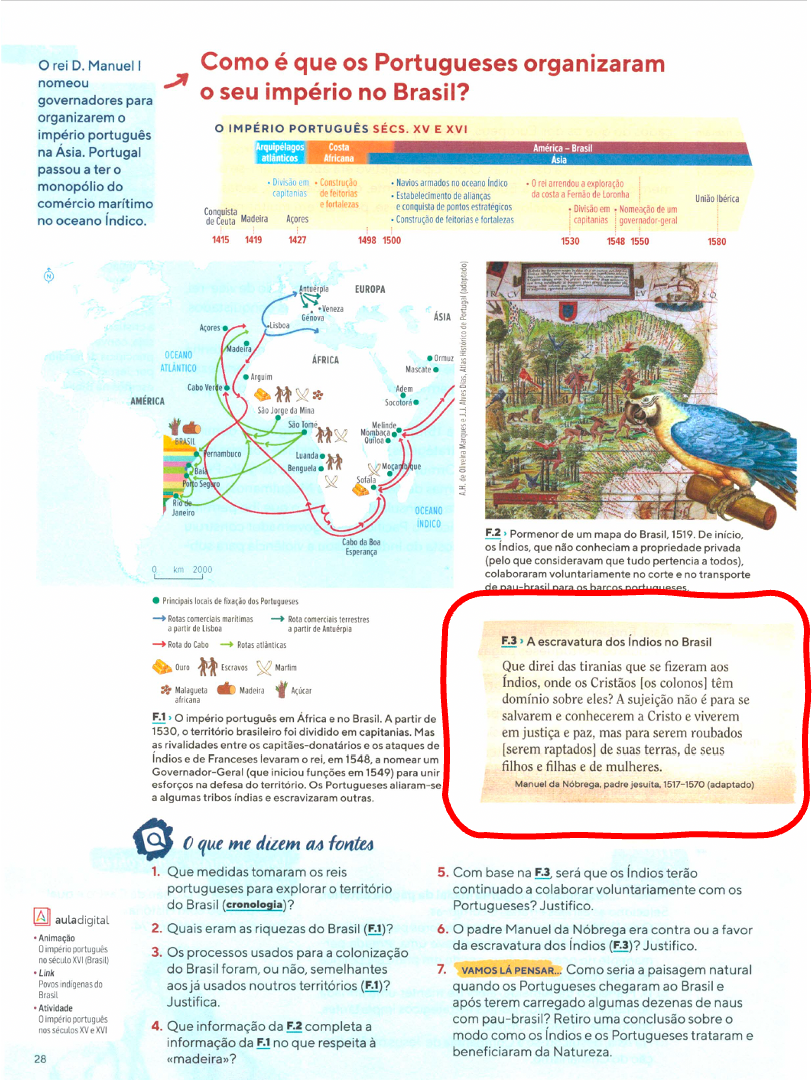 O rei D. Manuel I
nomeou
governadores para
organizarem o
império português
na Ásia. Portugal
passou a ter o
monopólio do
comércio marítimo
no oceano Índico.
Como é que os Portugueses organizaram
o seu império no Brasil?
O IMPÉRIO PORTUGUÊS SÉCS. XV E XVI
Arquipélagos
atlânticos
Costa
Africana
América – Brasil
Ásia
• Divisão em
capitanias
• Construção
de feitorias
e fortalezas
• Navios armados no oceano Índico
• Estabelecimento de alianças
e conquista de pontos estratégicos
• Construção de feitorias e fortalezas
• O rei arrendou a exploração
da costa a Fernão de Loronha
• Divisão em
capitanias
• Nomeação de um
governador-geral
União Ibérica
Conquista
de Ceuta
Madeira
Açores
1415 1419 1427 1498 1500 1530 1548 1550 1580
N
Antuérpia
EUROPA
Veneza
Génova
Lisboa
ÁSIA
Açores
Madeira
OCEANO
ATLÂNTICO
ÁFRICA
Ormuz
Mascate
Arguim
Cabo Verde
Adem
Socotorá
AMÉRICA
São Jorge da Mina
São Tomé
Melinde
Mombaça
Quíloa
BRASIL
Pernambuco
Luanda
Benguela
Moçambique
Baía
Porto Seguro
Sofala
Rio de
Janeiro
OCEANO
ÍNDICO
Cabo da Boa
Esperança
0 km 2000
A.H. de Oliveira Marques e J.J. Alves Dias, Atlas Histórico de Portugal (adaptado)
Principais locais de fixação dos Portugueses
Rotas comerciais marítimas
a partir de Lisboa
Rota comerciais terrestres
a partir de Antuérpia
Rota do Cabo
Rotas atlânticas
Ouro
Escravos
Marfim
Malagueta
africana
Madeira
Açúcar
F.1 › O império português em África e no Brasil. A partir de
1530, o território brasileiro foi dividido em capitanias. Mas
as rivalidades entre os capitães-donatários e os ataques de
Índios e de Franceses levaram o rei, em 1548, a nomear um
Governador-Geral (que iniciou funções em 1549) para unir
esforços na defesa do território. Os Portugueses aliaram-se
a algumas tribos índias e escravizaram outras.
F.2 › Pormenor de um mapa do Brasil, 1519. De início,
os Índios, que não conheciam a propriedade privada
(pelo que consideravam que tudo pertencia a todos),
colaboraram voluntariamente no corte e no transporte
de pau-brasil para os barcos portugueses.
F.3 › A escravatura dos Índios no Brasil
Que direi das tiranias que se fizeram aos
Índios, onde os Cristãos [os colonos] têm
domínio sobre eles? A sujeição não é para se
salvarem e conhecerem a Cristo e viverem
em justiça e paz, mas para serem roubados
[serem raptados] de suas terras, de seus
filhos e filhas e de mulheres.
Manuel da Nóbrega, padre jesuíta, 1517-1570 (adaptado)
O que me dizem as fontes
1. Que medidas tomaram os reis
portugueses para explorar o território
do Brasil (cronologia)?
2. Quais eram as riquezas do Brasil (F.1)?
3. Os processos usados para a colonização
do Brasil foram, ou não, semelhantes
aos já usados noutros territórios (F.1)?
Justifica.
4. Que informação da F.2 completa a
informação da F.1 no que respeita à
«madeira»?
5. Com base na F.3, será que os Índios terão
continuado a colaborar voluntariamente com os
Portugueses? Justifico.
6. O padre Manuel da Nóbrega era contra ou a favor
da escravatura dos Índios (F.3)? Justifico.
7. VAMOS LÁ PENSAR... Como seria a paisagem natural
quando os Portugueses chegaram ao Brasil e
após terem carregado algumas dezenas de naus
com pau-brasil? Retiro uma conclusão sobre o
modo como os Índios e os Portugueses trataram e
beneficiaram da Natureza.
auladigital
• Animação
O império português
no século XVI (Brasil)
• Link
Povos indígenas do
Brasil
• Atividade
O império português
nos séculos XV e XVI
28